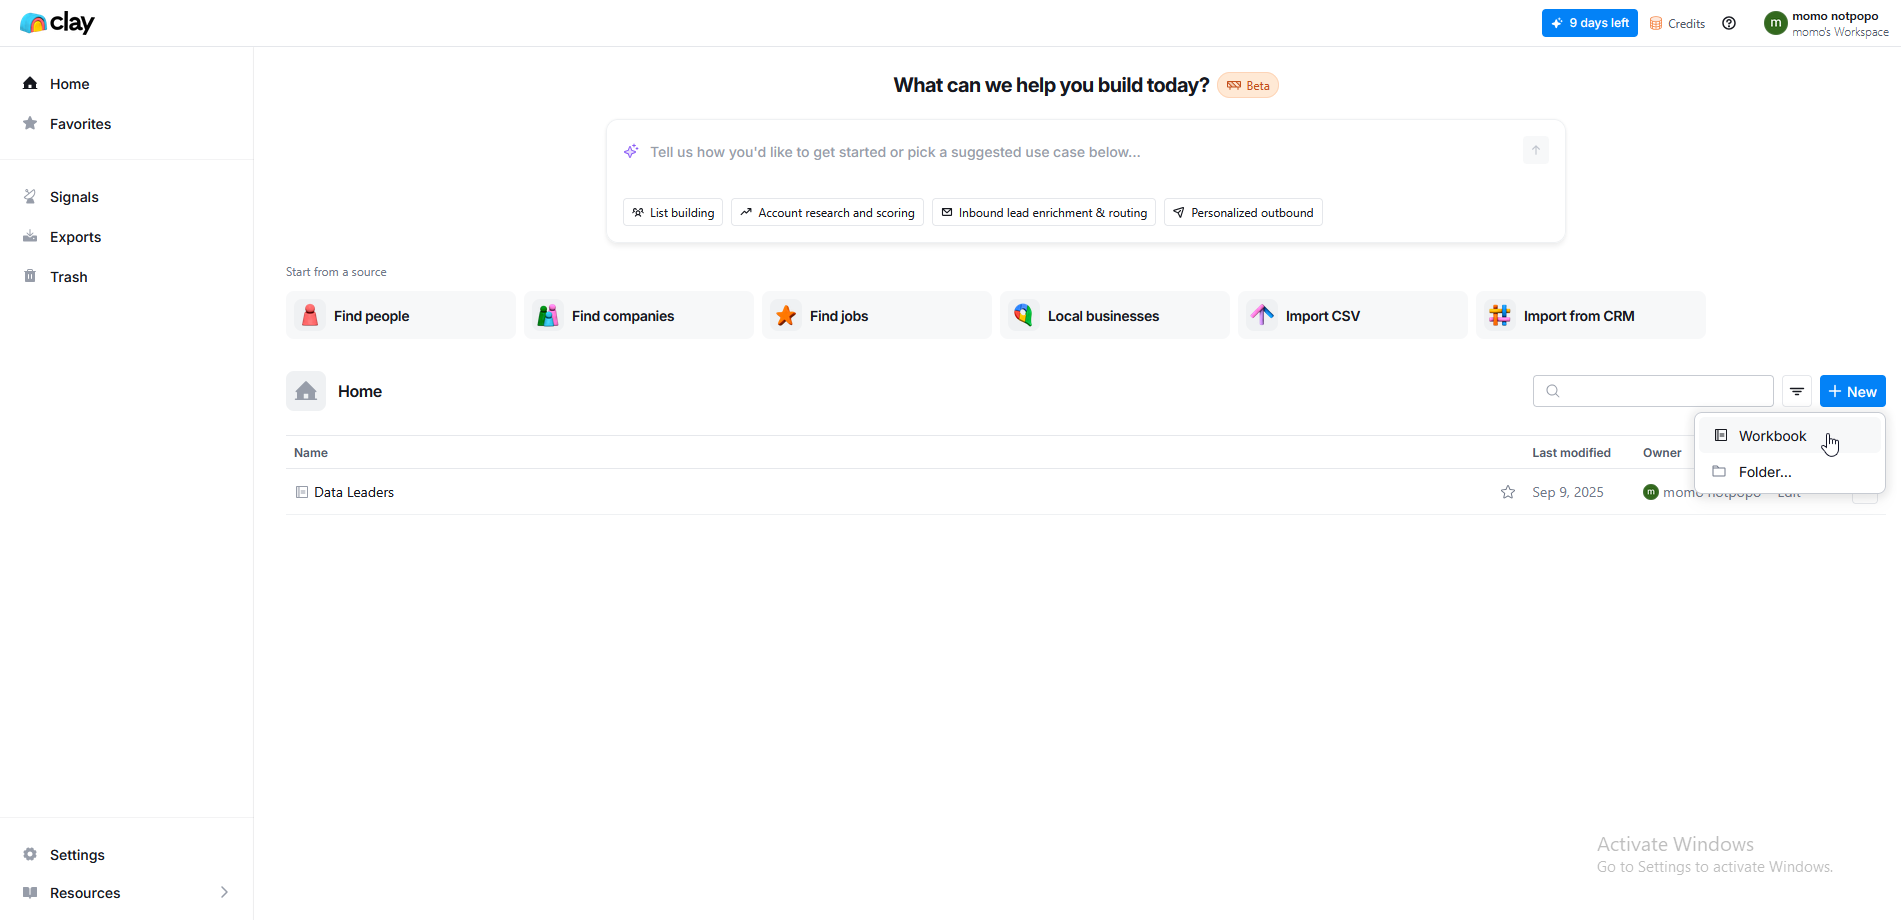 clay
9 days left
Credits
m
momo notpopo
momo's Workspace
Home
Favorites
Signals
Exports
Trash
Settings
Resources
What can we help you build today?
Beta
Tell us how you'd like to get started or pick a suggested use case below...
List building
Account research and scoring
Inbound lead enrichment & routing
Personalized outbound
Start from a source
Find people
Find companies
Find jobs
Local businesses
Import CSV
Import from CRM
Home
New
Workbook
Folder...
Name
Last modified
Owner
Data Leaders
Sep 9, 2025
m
momo notpopo
Edit
Activate Windows
Go to Settings to activate Windows.